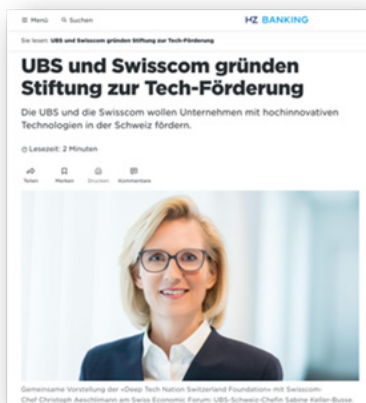 Menü Suchen HZ BANKING
Sie lesen: UBS und Swisscom gründen Stiftung zur Tech-Förderung
UBS und Swisscom gründen
Stiftung zur Tech-Förderung
Die UBS und die Swisscom wollen Unternehmen mit hochinnovativen
Technologien in der Schweiz fördern.
Lesezeit: 2 Minuten
Teilen Merken Drucken Kommentare
Gemeinsame Vorstellung der «Deep Tech Nation Switzerland Foundation» mit Swisscom-
Chef Christoph Aeschlimann am Swiss Economic Forum: UBS-Schweiz-Chefin Sabine Keller-Busse.